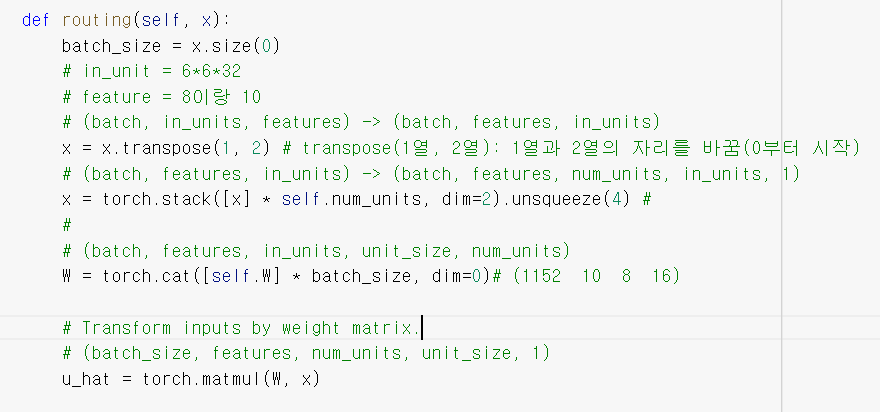 def routing(self, x):
batch_size = x.size(0)
# in_unit = 6*6*32
# feature = 8이랑 10
# (batch, in_units, features) -> (batch, features, in_units)
x = x.transpose(1, 2) # transpose(1열, 2열): 1열과 2열의 자리를 바꿈(0부터 시작)
# (batch, features, in_units) -> (batch, features, num_units, in_units, 1)
x = torch.stack([x] * self.num_units, dim=2).unsqueeze(4) #
#
# (batch, features, in_units, unit_size, num_units)
W = torch.cat([self.W] * batch_size, dim=0)# (1152  10  8  16)
# Transform inputs by weight matrix.
# (batch_size, features, num_units, unit_size, 1)
u_hat = torch.matmul(W, x)